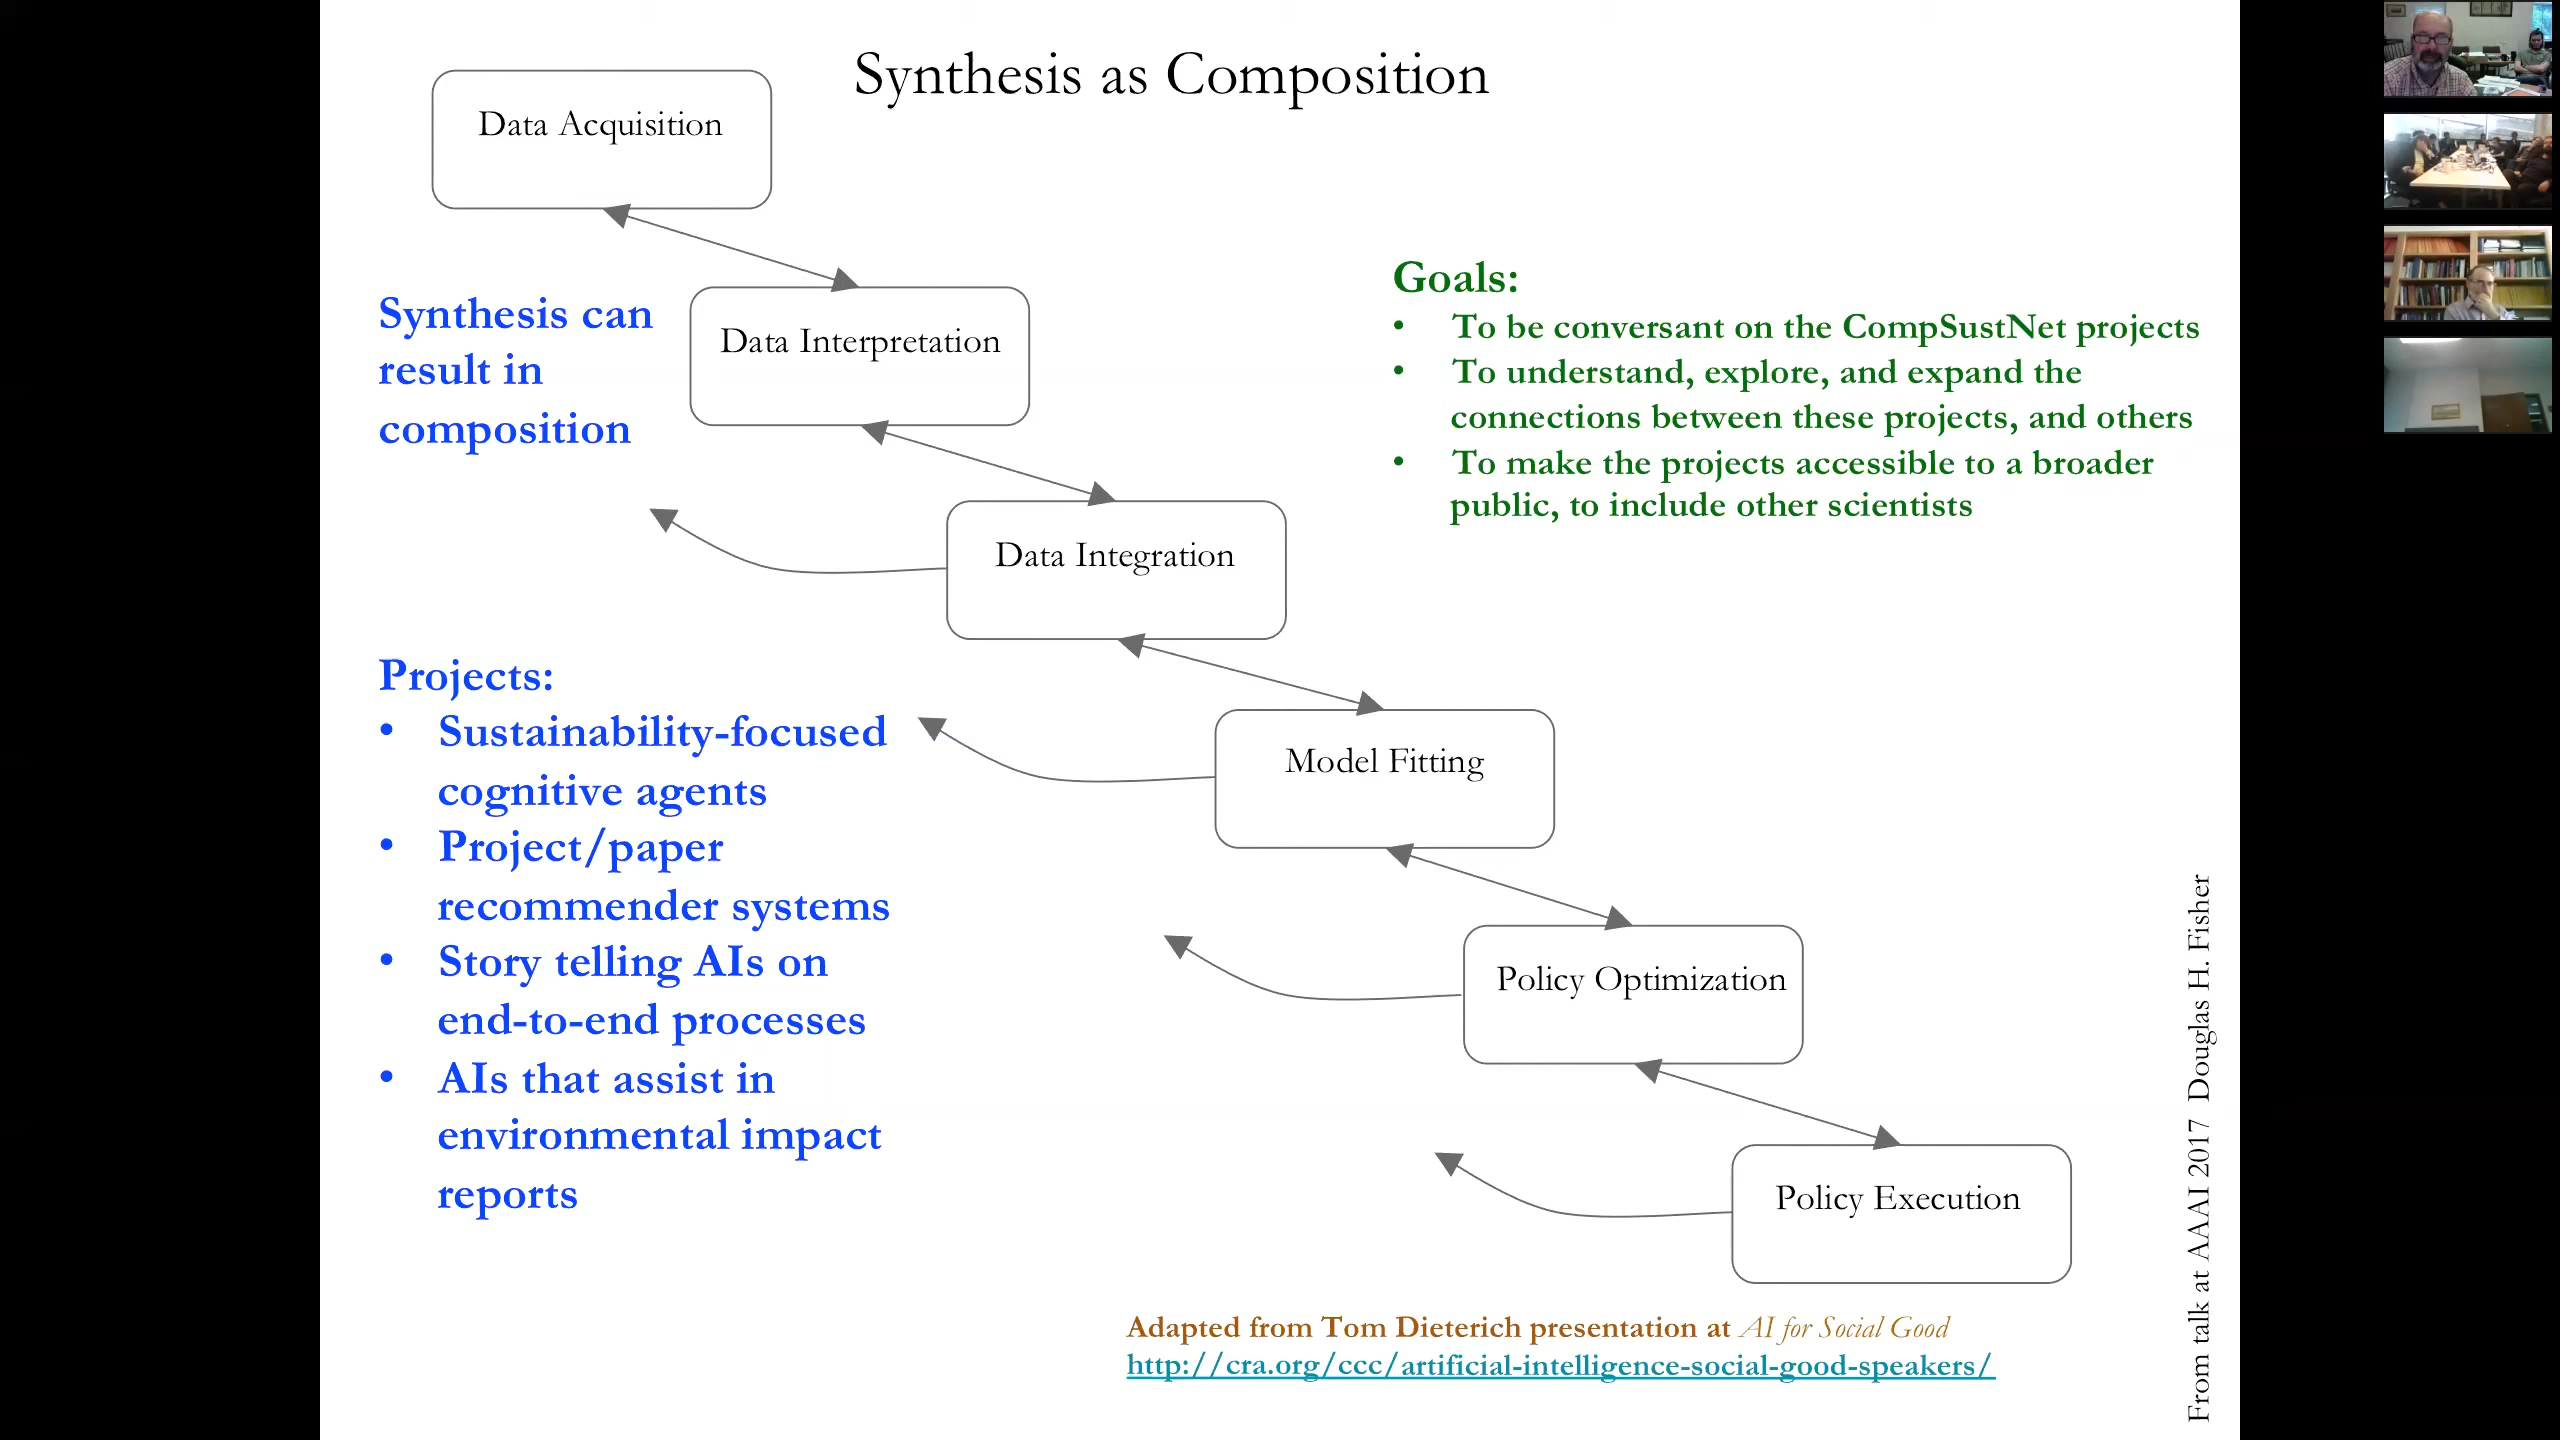 Synthesis as Composition
Data Acquisition
Synthesis can
result in
composition
Data Interpretation
Goals:
• To be conversant on the CompSustNet projects
• To understand, explore, and expand the
connections between these projects, and others
• To make the projects accessible to a broader
public, to include other scientists
Data Integration
Projects:
• Sustainability-focused
cognitive agents
• Project/paper
recommender systems
• Story telling AIs on
end-to-end processes
• AIs that assist in
environmental impact
reports
Model Fitting
Policy Optimization
Policy Execution
Adapted from Tom Dieterich presentation at AI for Social Good
http://cra.org/ccc/artificial-intelligence-social-good-speakers/
From talk at AAAI 2017 Douglas H. Fisher